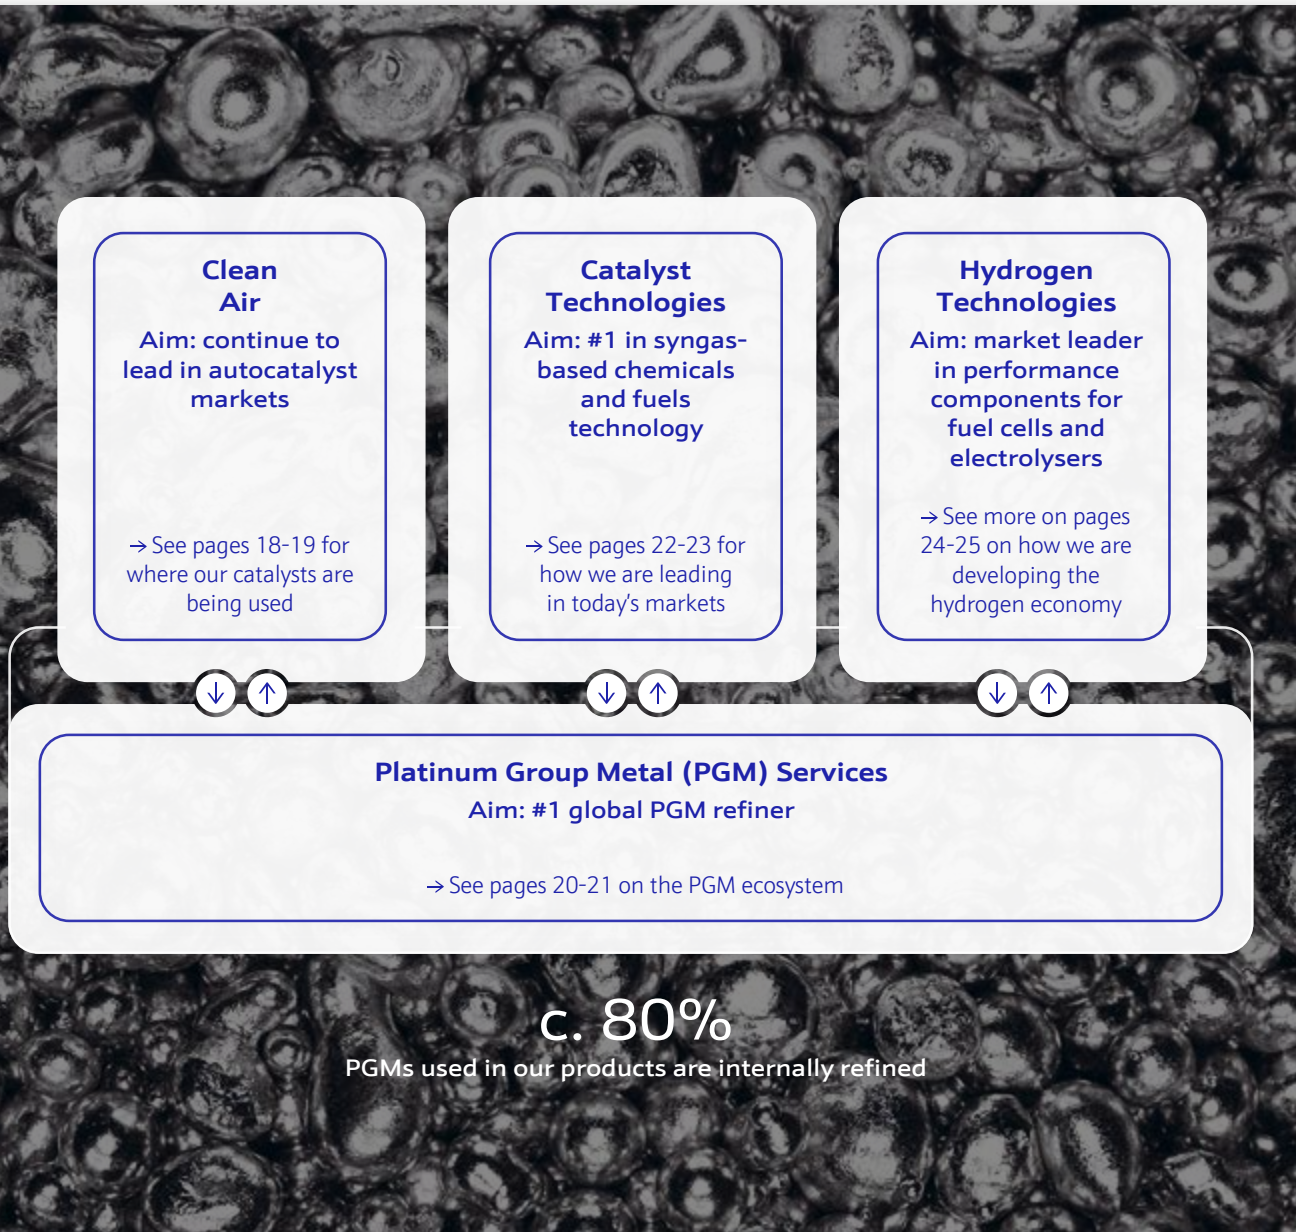 Clean
Air
Aim: continue to
lead in autocatalyst
markets
→ See pages 18-19 for
where our catalysts are
being used
Catalyst
Technologies
Aim: #1 in syngas-
based chemicals
and fuels
technology
→ See pages 22-23 for
how we are leading
in today's markets
Hydrogen
Technologies
Aim: market leader
in performance
components for
fuel cells and
electrolysers
→ See more on pages
24-25 on how we are
developing the
hydrogen economy
Platinum Group Metal (PGM) Services
Aim: #1 global PGM refiner
→ See pages 20-21 on the PGM ecosystem
c. 80%
PGMs used in our products are internally refined